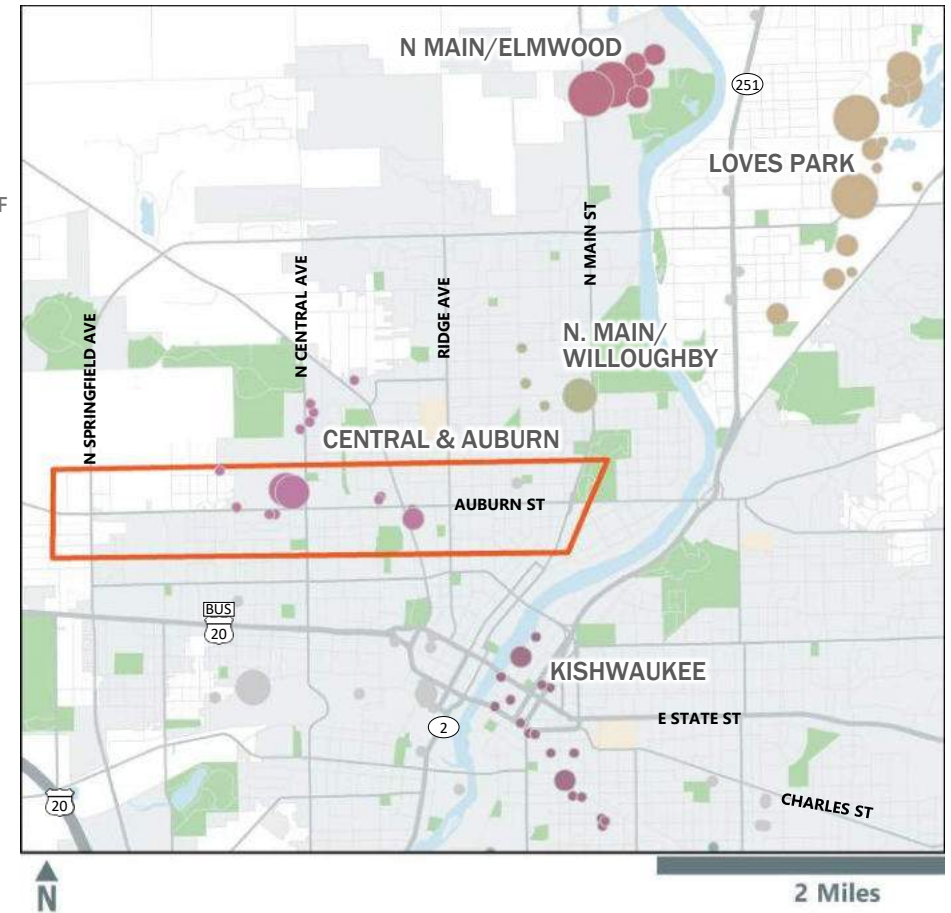 N MAIN/ELMWOOD
251
LOVES PARK
F
N MAIN ST
N CENTRAL AVE
RIDGE AVE
N SPRINGFIELD AVE
N. MAIN/
WILLOUGHBY
CENTRAL & AUBURN
AUBURN ST
BUS
20
KISHWAUKEE
E STATE ST
2
20
CHARLES ST
N
2 Miles